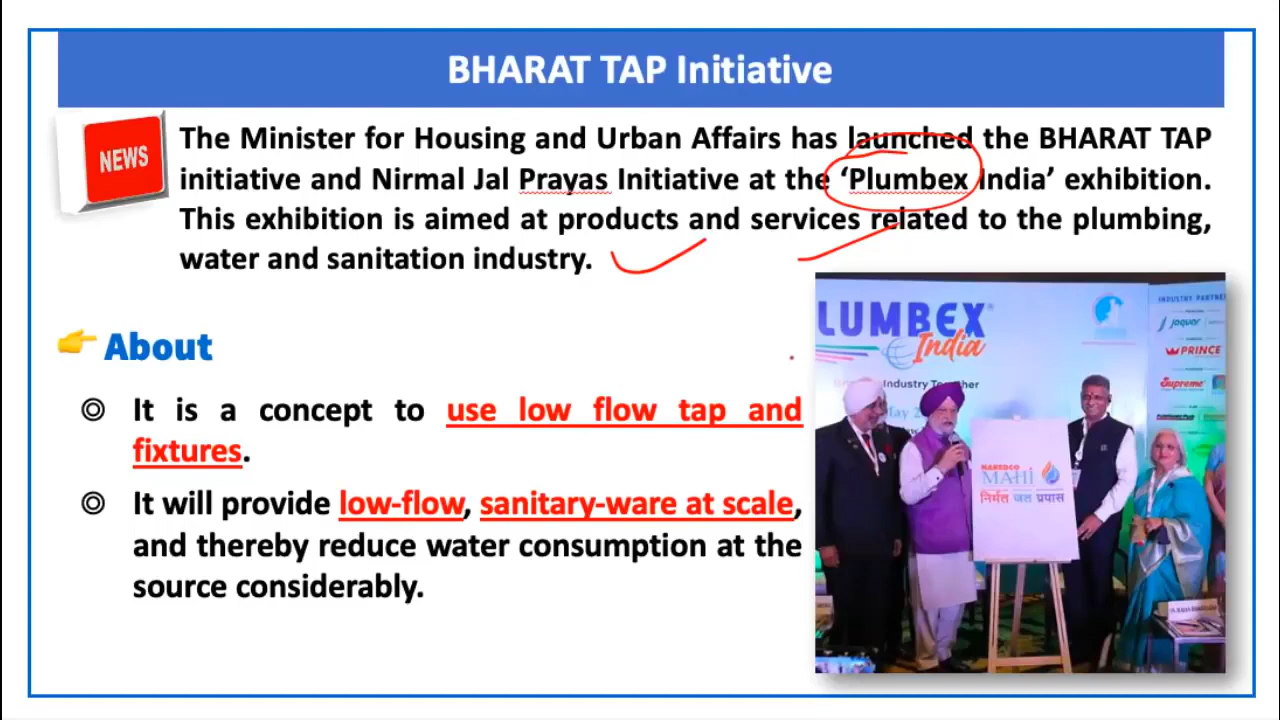 BHARAT TAP Initiative
NEWS
The Minister for Housing and Urban Affairs has launched the BHARAT TAP
initiative and Nirmal Jal Prayas Initiative at the ‘Plumbex India’ exhibition.
This exhibition is aimed at products and services related to the plumbing,
water and sanitation industry.
About
It is a concept to use low flow tap and
fixtures.
It will provide low-flow, sanitary-ware at scale,
and thereby reduce water consumption at the
source considerably.
LUMBEX
India
INDUSTRY PARTNE
jaquar
PRINCE
Supreme
Industry
NAREDCO
MAHI
निर्मल जल प्रयास